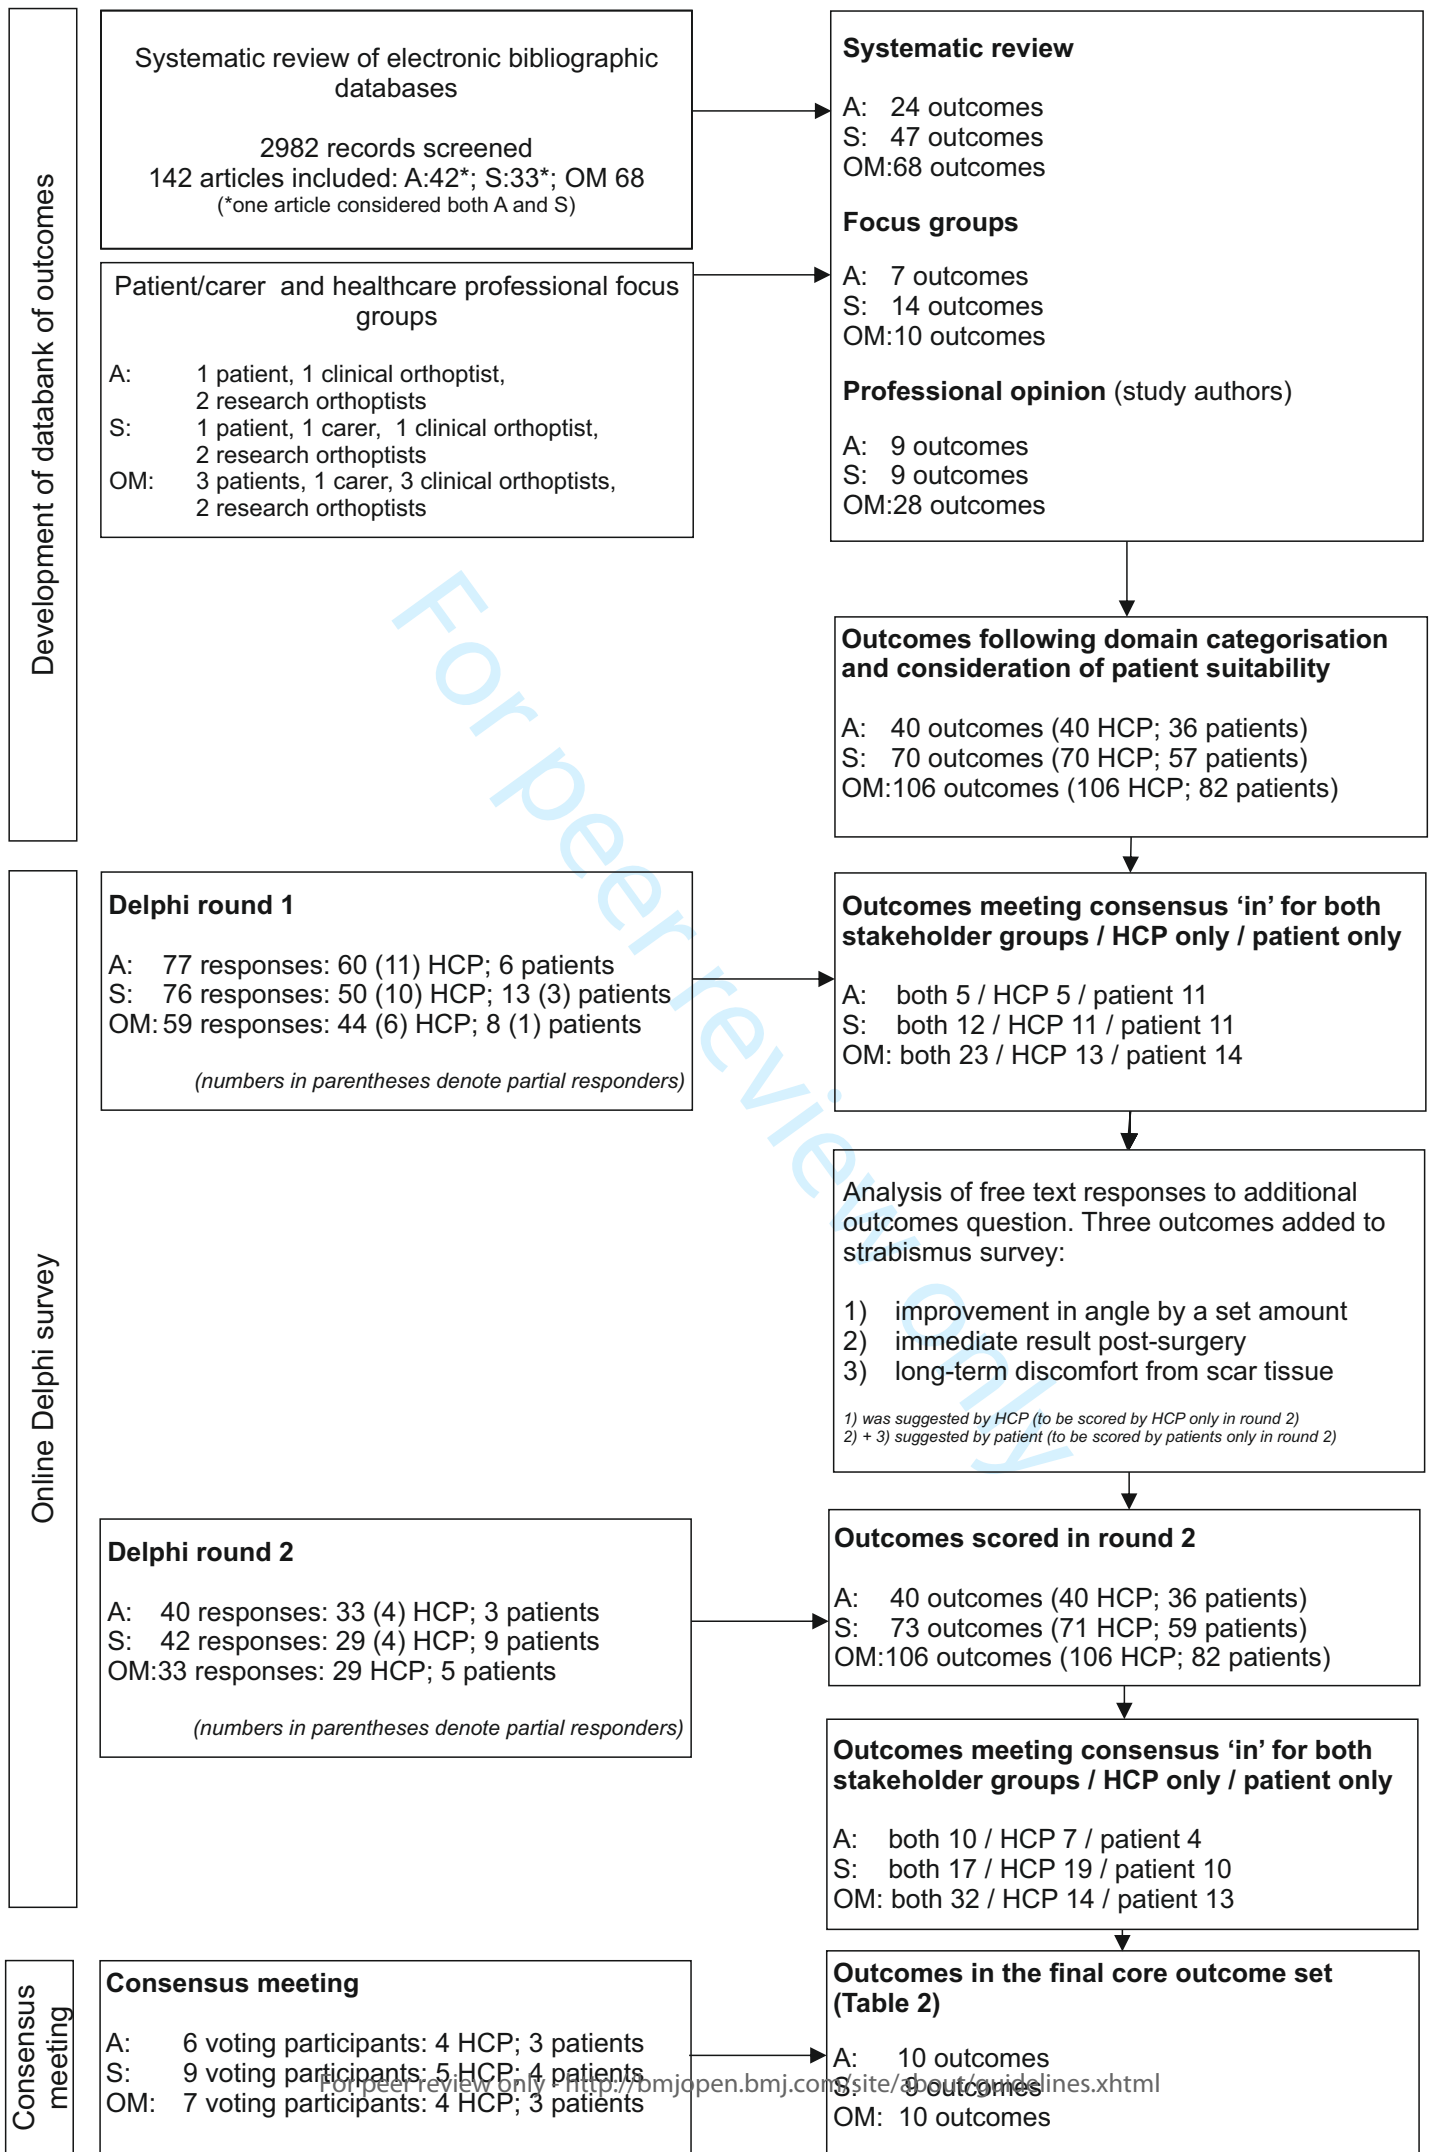 Development of databank of outcomes
Systematic review of electronic bibliographic
databases
2982 records screened
142 articles included: A:42*; S:33*; OM 68
(*one article considered both A and S)
Patient/carer and healthcare professional focus
groups
A: 1 patient, 1 clinical orthoptist,
2 research orthoptists
S: 1 patient, 1 carer, 1 clinical orthoptist,
2 research orthoptists
OM: 3 patients, 1 carer, 3 clinical orthoptists,
2 research orthoptists
Systematic review
A: 24 outcomes
S: 47 outcomes
OM:68 outcomes
Focus groups
A: 7 outcomes
S: 14 outcomes
OM:10 outcomes
Professional opinion (study authors)
A: 9 outcomes
S: 9 outcomes
OM:28 outcomes
Outcomes following domain categorisation
and consideration of patient suitability
A: 40 outcomes (40 HCP; 36 patients)
S: 70 outcomes (70 HCP; 57 patients)
OM:106 outcomes (106 HCP; 82 patients)
Online Delphi survey
Delphi round 1
A: 77 responses: 60 (11) HCP; 6 patients
S: 76 responses: 50 (10) HCP; 13 (3) patients
OM: 59 responses: 44 (6) HCP; 8 (1) patients
(numbers in parentheses denote partial responders)
Outcomes meeting consensus ‘in’ for both
stakeholder groups / HCP only / patient only
A: both 5 / HCP 5 / patient 11
S: both 12 / HCP 11 / patient 11
OM: both 23 / HCP 13 / patient 14
Analysis of free text responses to additional
outcomes question. Three outcomes added to
strabismus survey:
1) improvement in angle by a set amount
2) immediate result post-surgery
3) long-term discomfort from scar tissue
1) was suggested by HCP (to be scored by HCP only in round 2)
2) + 3) suggested by patient (to be scored by patients only in round 2)
Delphi round 2
A: 40 responses: 33 (4) HCP; 3 patients
S: 42 responses: 29 (4) HCP; 9 patients
OM:33 responses: 29 HCP; 5 patients
(numbers in parentheses denote partial responders)
Outcomes scored in round 2
A: 40 outcomes (40 HCP; 36 patients)
S: 73 outcomes (71 HCP; 59 patients)
OM:106 outcomes (106 HCP; 82 patients)
Outcomes meeting consensus ‘in’ for both
stakeholder groups / HCP only / patient only
A: both 10 / HCP 7 / patient 4
S: both 17 / HCP 19 / patient 10
OM: both 32 / HCP 14 / patient 13
Consensus
meeting
Consensus meeting
A: 6 voting participants: 4 HCP; 3 patients
S: 9 voting participants: 5 HCP; 4 patients
OM: 7 voting participants: 4 HCP; 3 patients
Outcomes in the final core outcome set
(Table 2)
A: 10 outcomes
S: 9 outcomes
OM: 10 outcomes
For peer review only - http://bmjopen.bmj.com/site/about/guidelines.xhtml
For peer review only